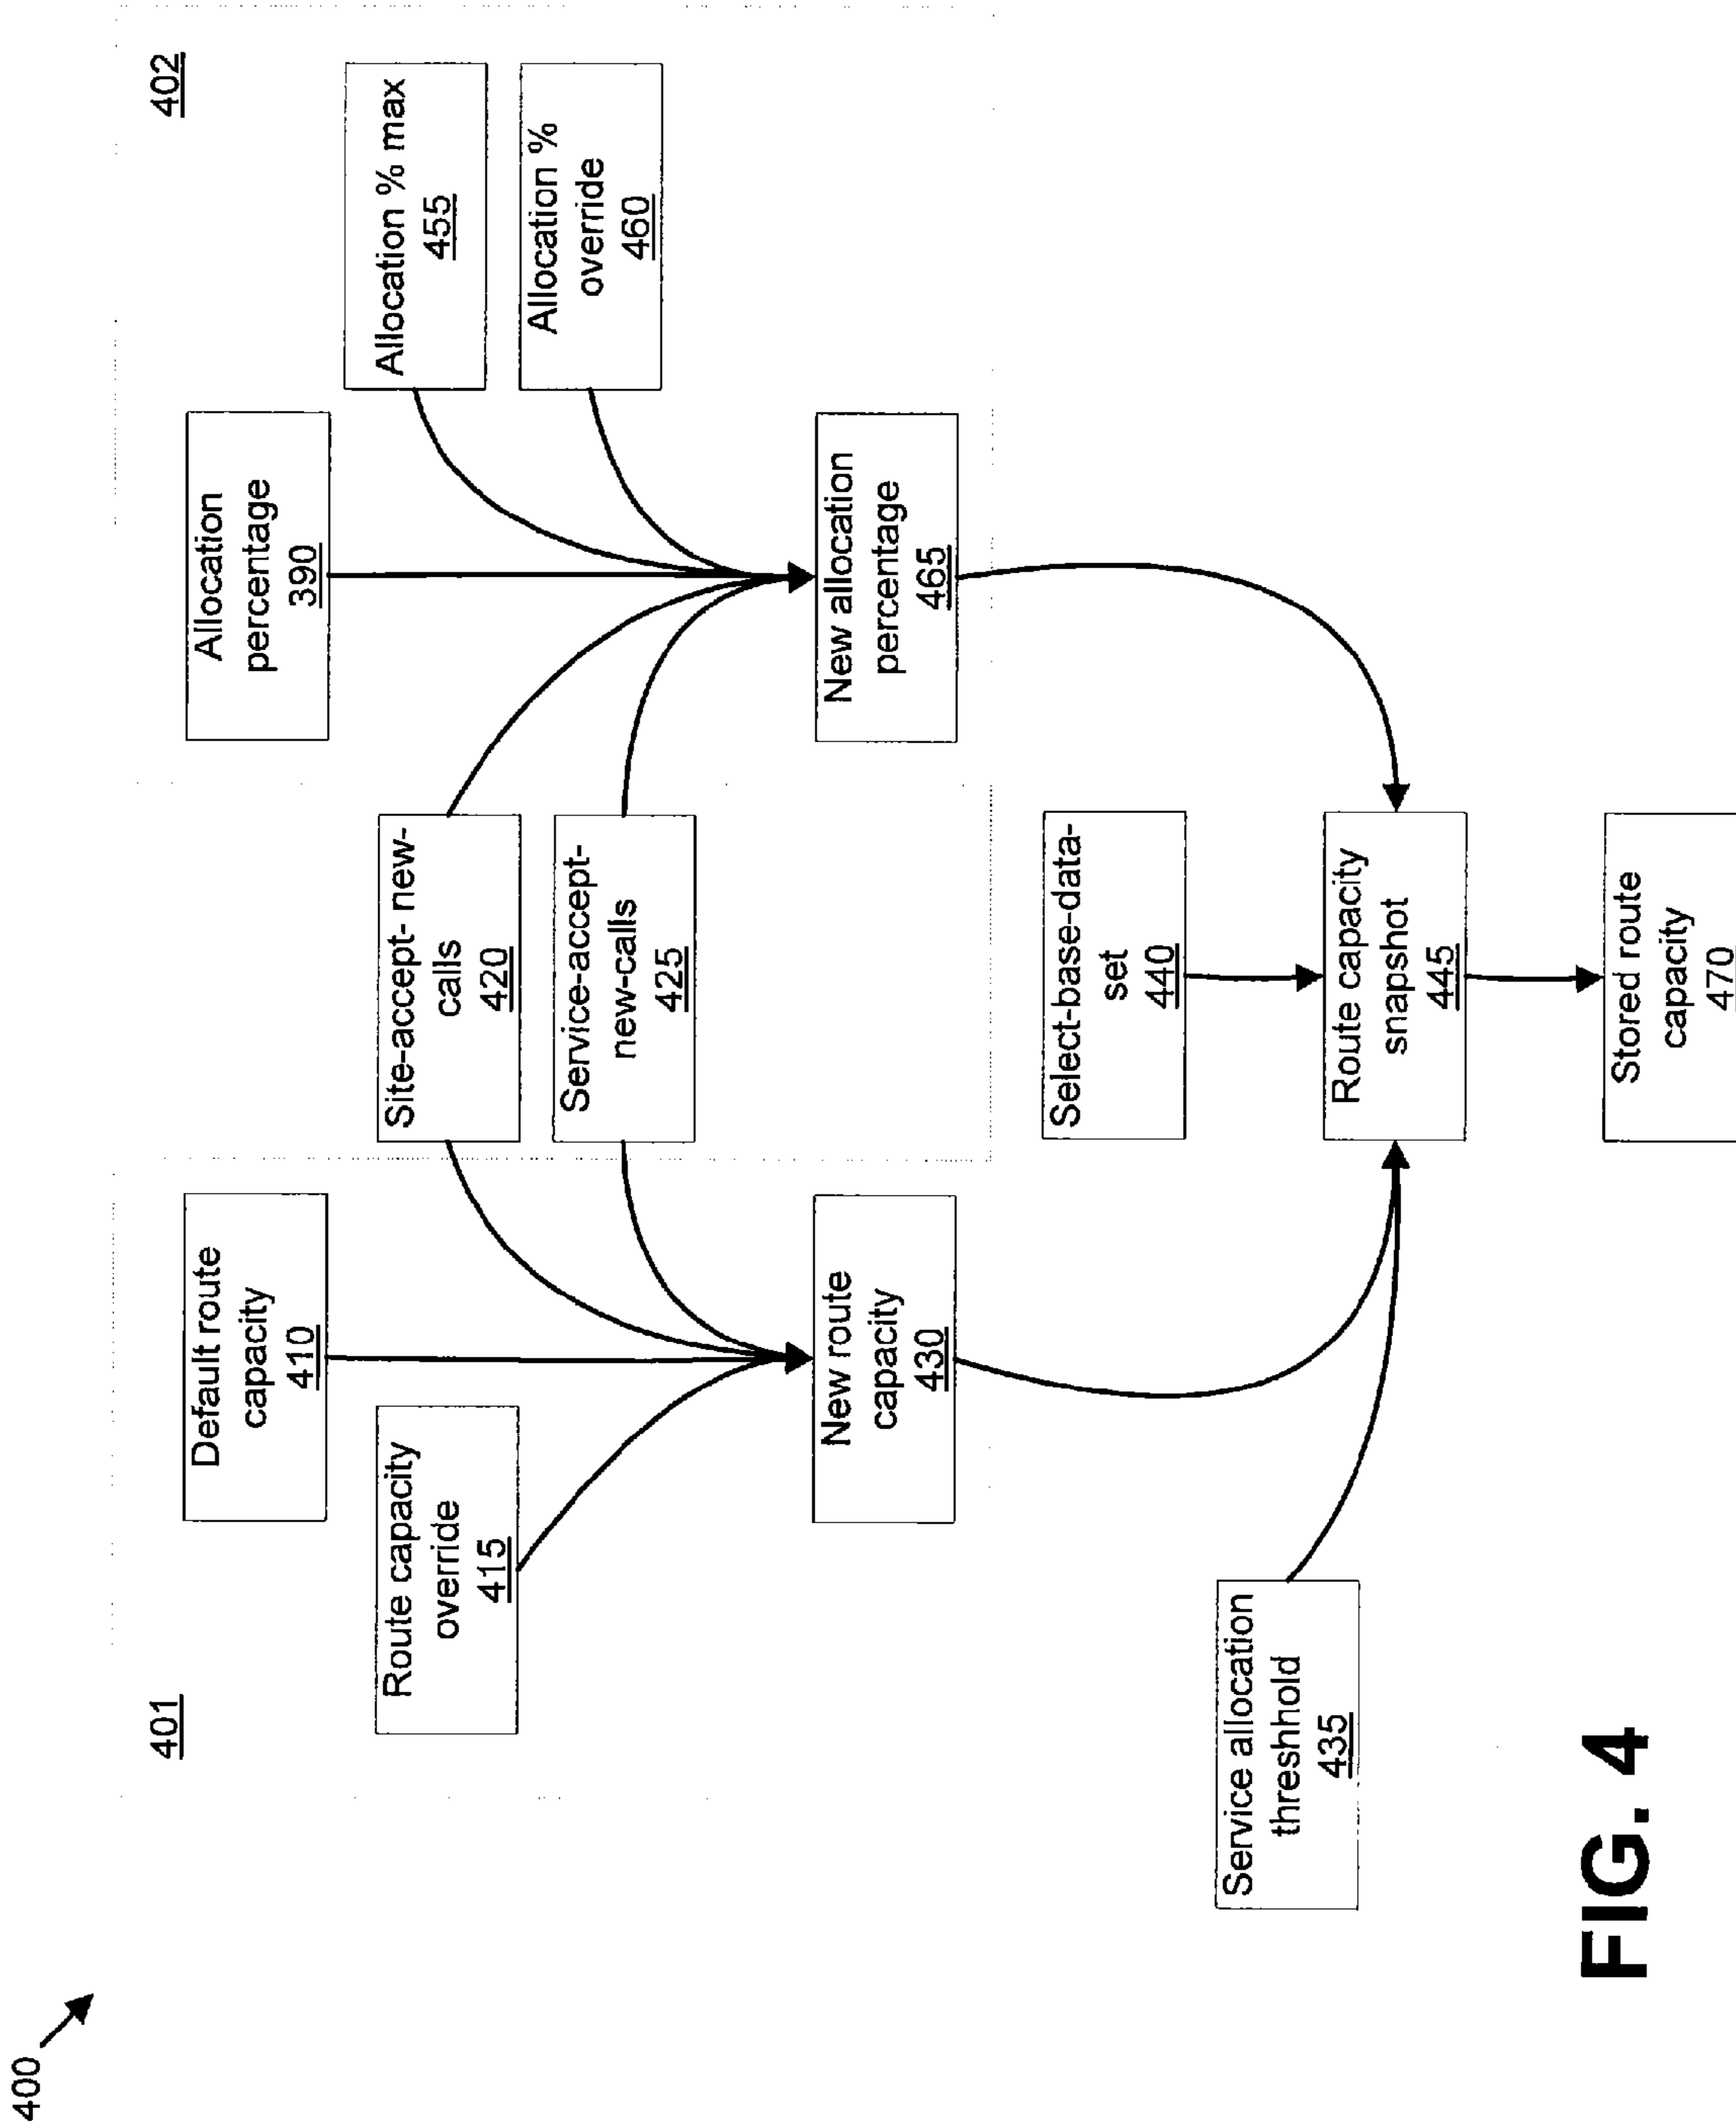 400
401
402
Default route
capacity
410
Allocation
percentage
390
Route capacity
override
415
Site-accept- new-
calls
420
Allocation % max
455
Service-accept-
new-calls
425
Allocation %
override
460
New route
capacity
430
New allocation
percentage
465
Select-base-data-
set
440
Service allocation
threshhold
435
Route capacity
snapshot
445
Stored route
capacity
470
FIG. 4